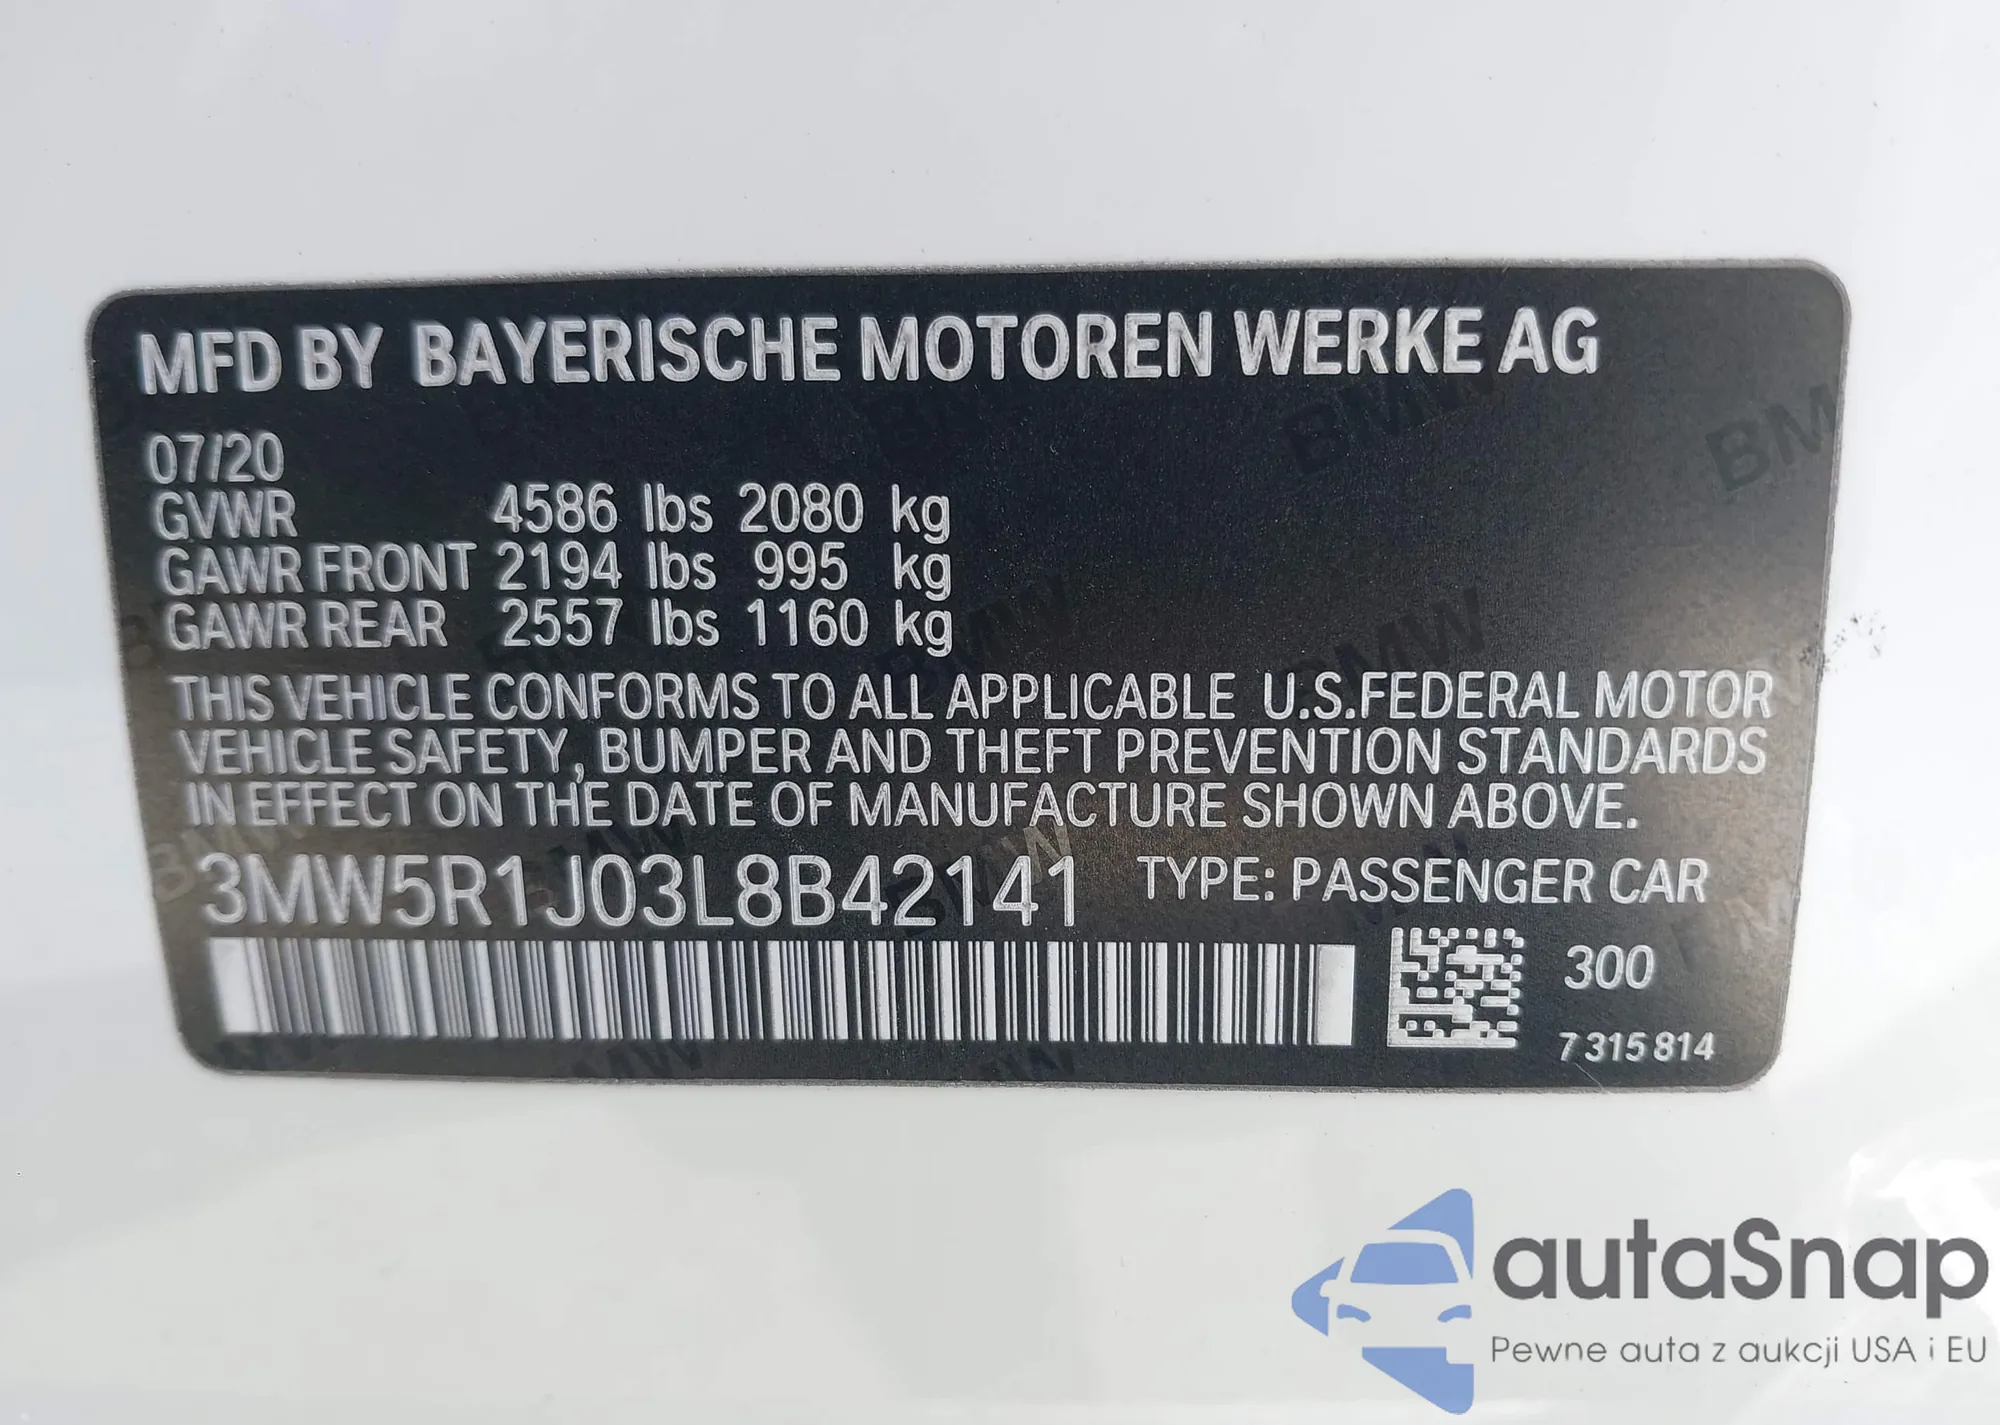 MFD BY BAYERISCHE MOTOREN WERKE AG
07/20
GVWR 4586 lbs 2080 kg
GAWR FRONT 2194 lbs 995 kg
GAWR REAR 2557 lbs 1160 kg
THIS VEHICLE CONFORMS TO ALL APPLICABLE U.S.FEDERAL MOTOR
VEHICLE SAFETY, BUMPER AND THEFT PREVENTION STANDARDS
IN EFFECT ON THE DATE OF MANUFACTURE SHOWN ABOVE.
3MW5R1J03L8B42141 TYPE: PASSENGER CAR
300
7 315 814
autaSnap
Pewne auta z aukcji USA i EU